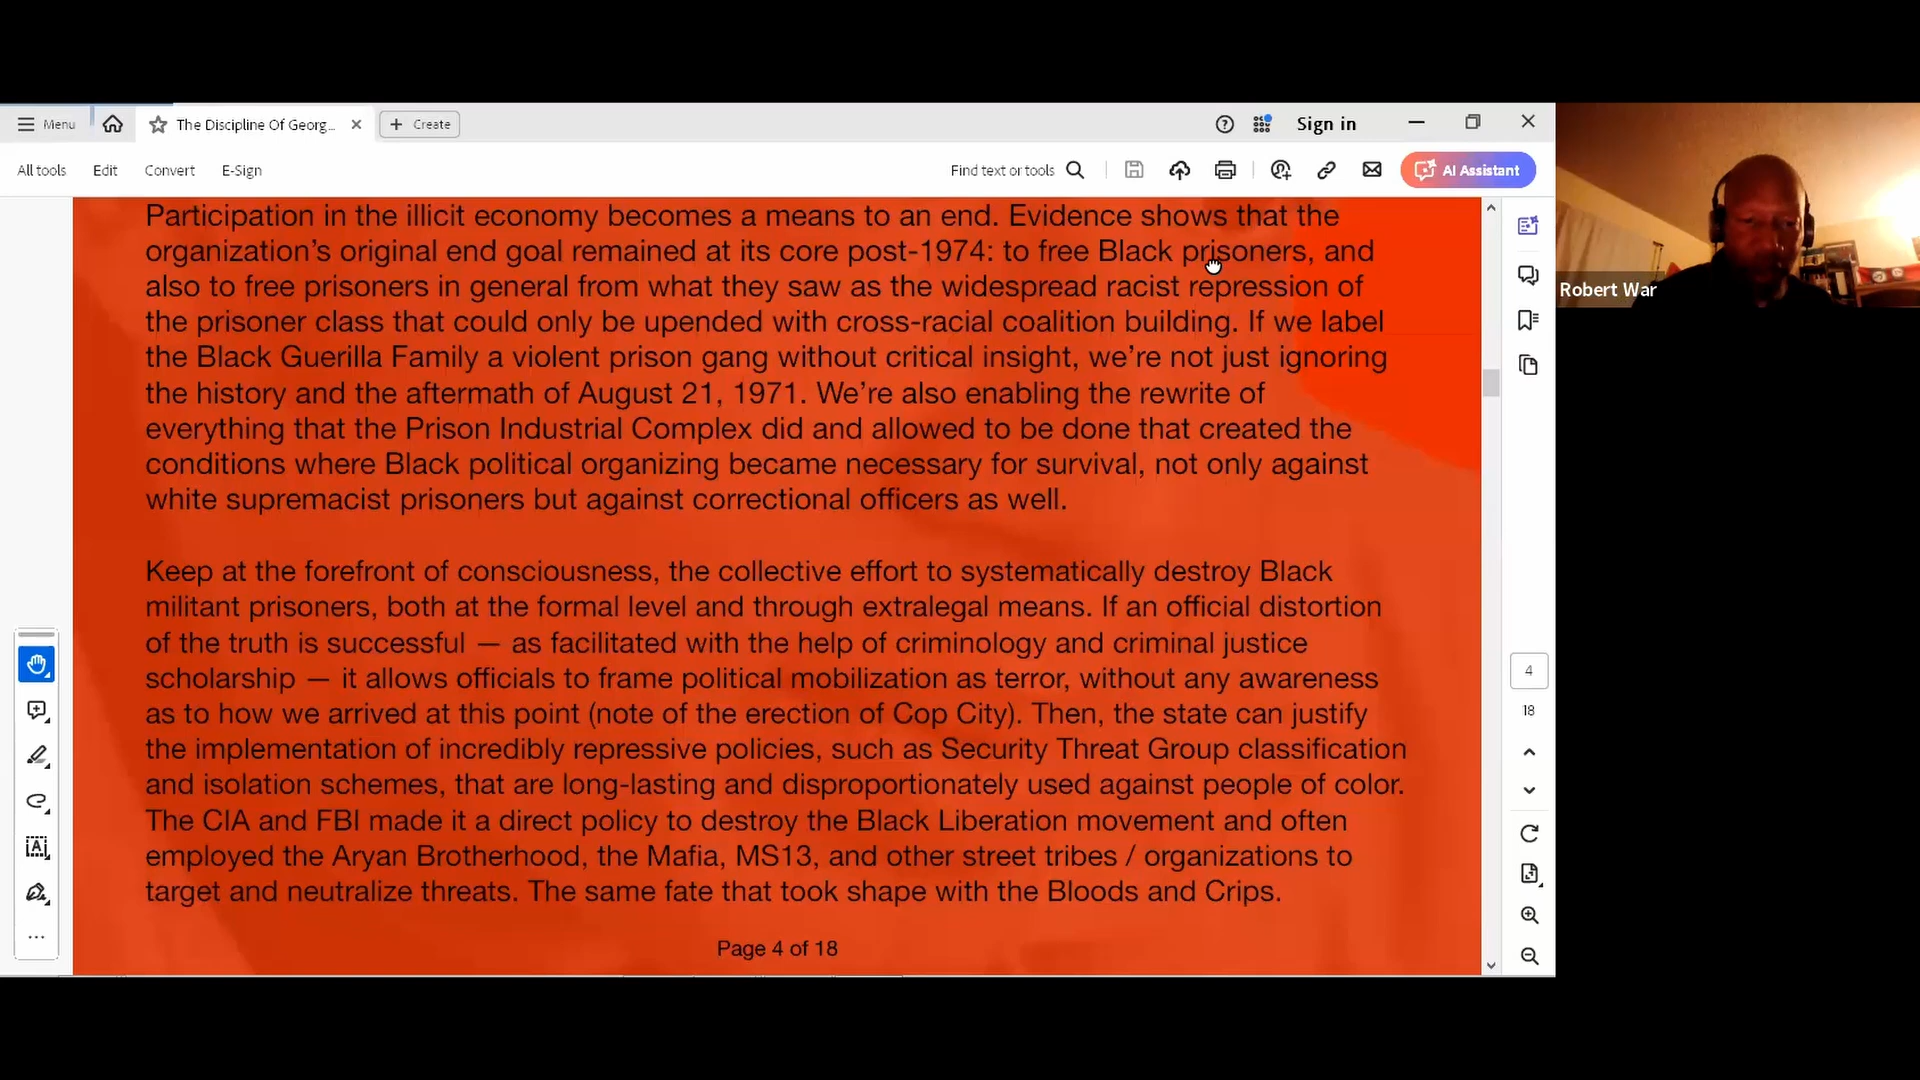 Menu
The Discipline Of Georg...
Create
Sign in
All tools
Edit
Convert
E-Sign
Find text or tools
AI Assistant
Participation in the illicit economy becomes a means to an end. Evidence shows that the
organization's original end goal remained at its core post-1974: to free Black prisoners, and
also to free prisoners in general from what they saw as the widespread racist repression of
the prisoner class that could only be upended with cross-racial coalition building. If we label
the Black Guerilla Family a violent prison gang without critical insight, we're not just ignoring
the history and the aftermath of August 21, 1971. We're also enabling the rewrite of
everything that the Prison Industrial Complex did and allowed to be done that created the
conditions where Black political organizing became necessary for survival, not only against
white supremacist prisoners but against correctional officers as well.
Keep at the forefront of consciousness, the collective effort to systematically destroy Black
militant prisoners, both at the formal level and through extralegal means. If an official distortion
of the truth is successful — as facilitated with the help of criminology and criminal justice
scholarship — it allows officials to frame political mobilization as terror, without any awareness
as to how we arrived at this point (note of the erection of Cop City). Then, the state can justify
the implementation of incredibly repressive policies, such as Security Threat Group classification
and isolation schemes, that are long-lasting and disproportionately used against people of color.
The CIA and FBI made it a direct policy to destroy the Black Liberation movement and often
employed the Aryan Brotherhood, the Mafia, MS13, and other street tribes / organizations to
target and neutralize threats. The same fate that took shape with the Bloods and Crips.
Page 4 of 18
4
18
Robert War